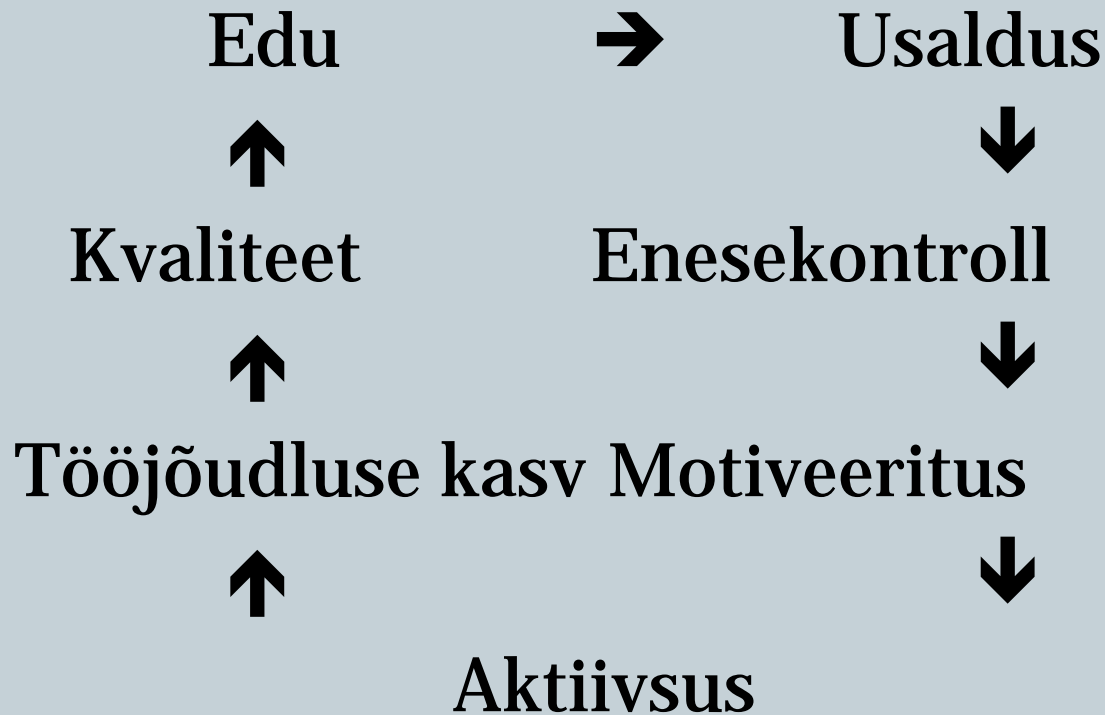 Edu → Usaldus
↑ ↓
Kvaliteet Enesekontroll
↑ ↓
Tööjõudluse kasv Motiveeritus
↑ ↓
Aktiivsus